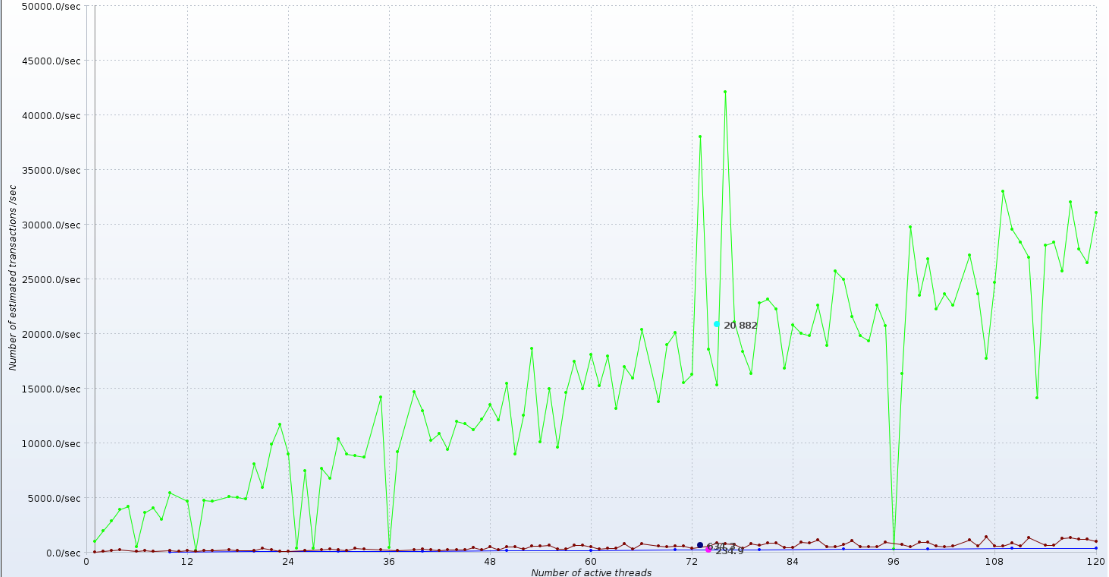 50000.0/sec
45000.0/sec
40000.0/sec
35000.0/sec
30000.0/sec
25000.0/sec
20000.0/sec
15000.0/sec
10000.0/sec
5000.0/sec
0.0/sec
Number of estimated transactions /sec
20 882
254.9
0 12 24 36 48 60 72 84 96 108 120
Number of active threads